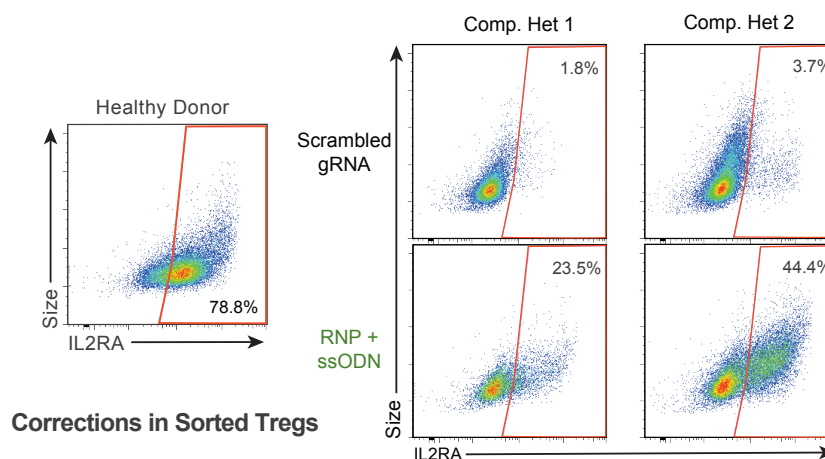 Comp. Het 1
Comp. Het 2
Healthy Donor
Scrambled
gRNA
1.8%
3.7%
78.8%
Size
IL2RA
RNP +
ssODN
23.5%
44.4%
Size
IL2RA
Corrections in Sorted Tregs